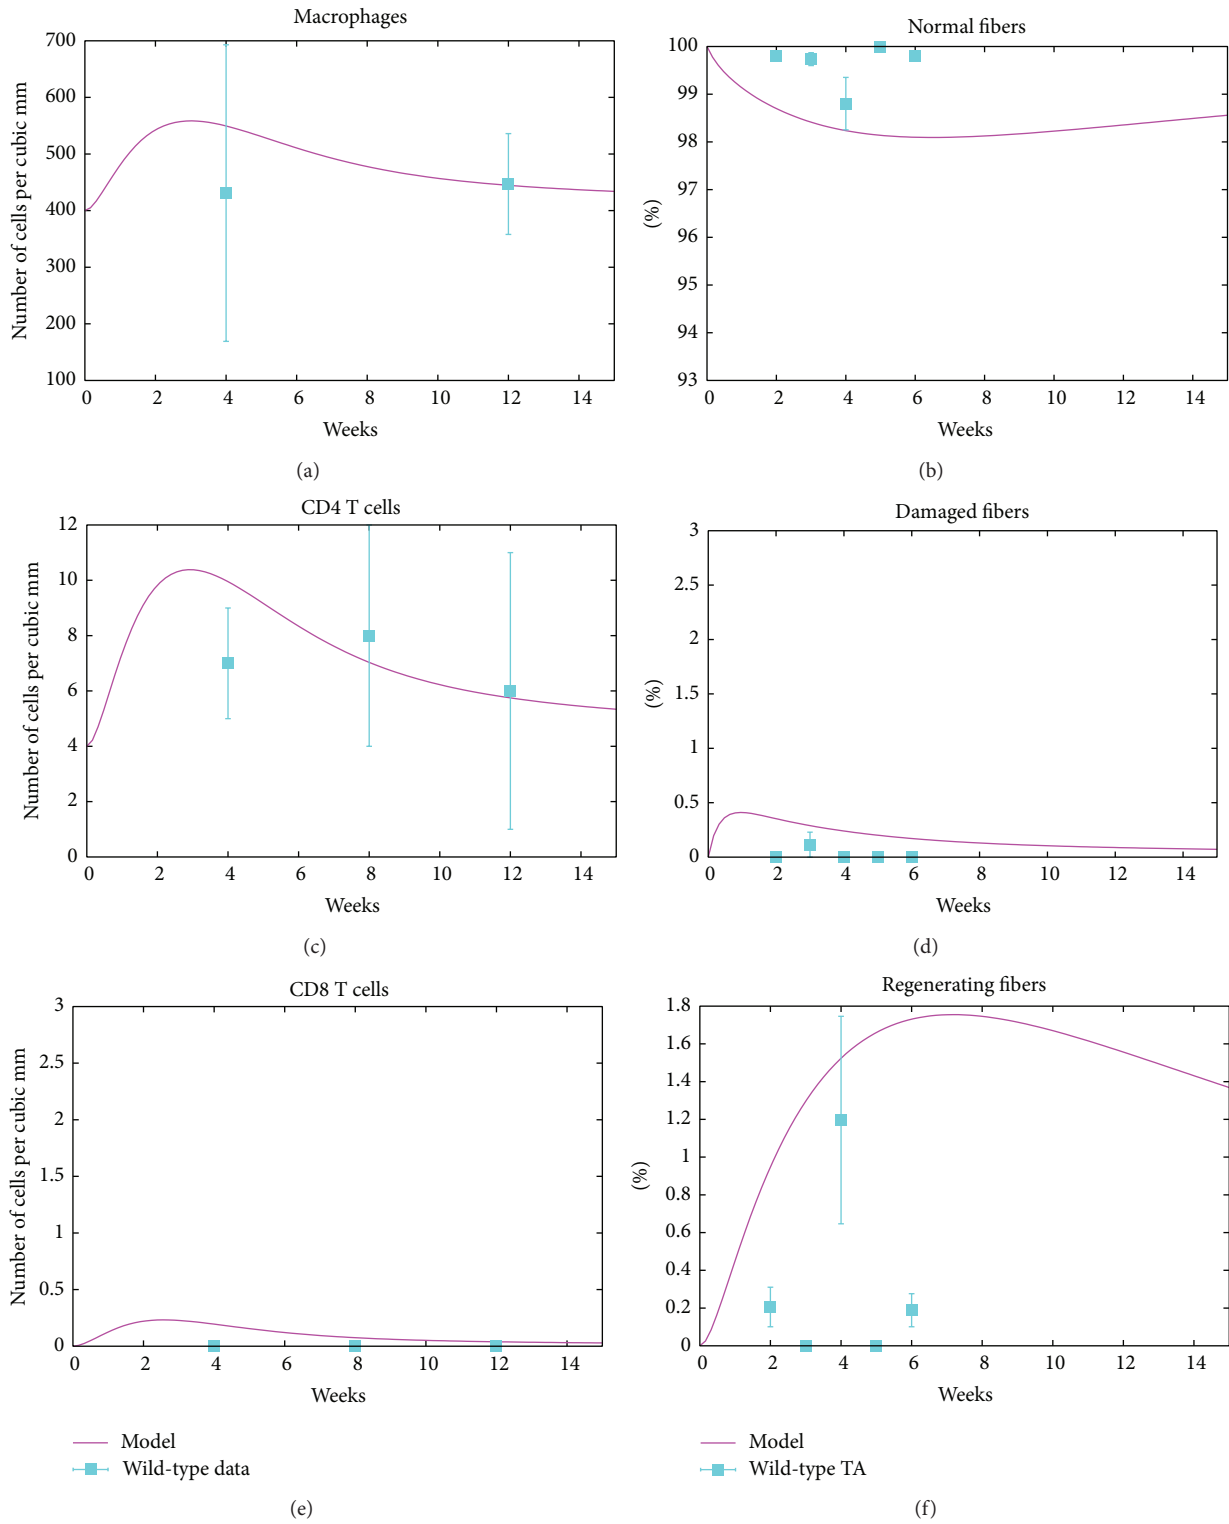 Macrophages
700
600
500
400
300
200
100
0 2 4 6 8 10 12 14
Number of cells per cubic mm
Weeks
(a)
Normal fibers
100
99
98
97
96
95
94
93
0 2 4 6 8 10 12 14
(%)
Weeks
(b)
CD4 T cells
12
10
8
6
4
2
0
0 2 4 6 8 10 12 14
Number of cells per cubic mm
Weeks
(c)
Damaged fibers
3
2.5
2
1.5
1
0.5
0
0 2 4 6 8 10 12 14
(%)
Weeks
(d)
CD8 T cells
3
2.5
2
1.5
1
0.5
0
0 2 4 6 8 10 12 14
Number of cells per cubic mm
Weeks
Model
Wild-type data
(e)
Regenerating fibers
1.8
1.6
1.4
1.2
1
0.8
0.6
0.4
0.2
0
0 2 4 6 8 10 12 14
(%)
Weeks
Model
Wild-type TA
(f)